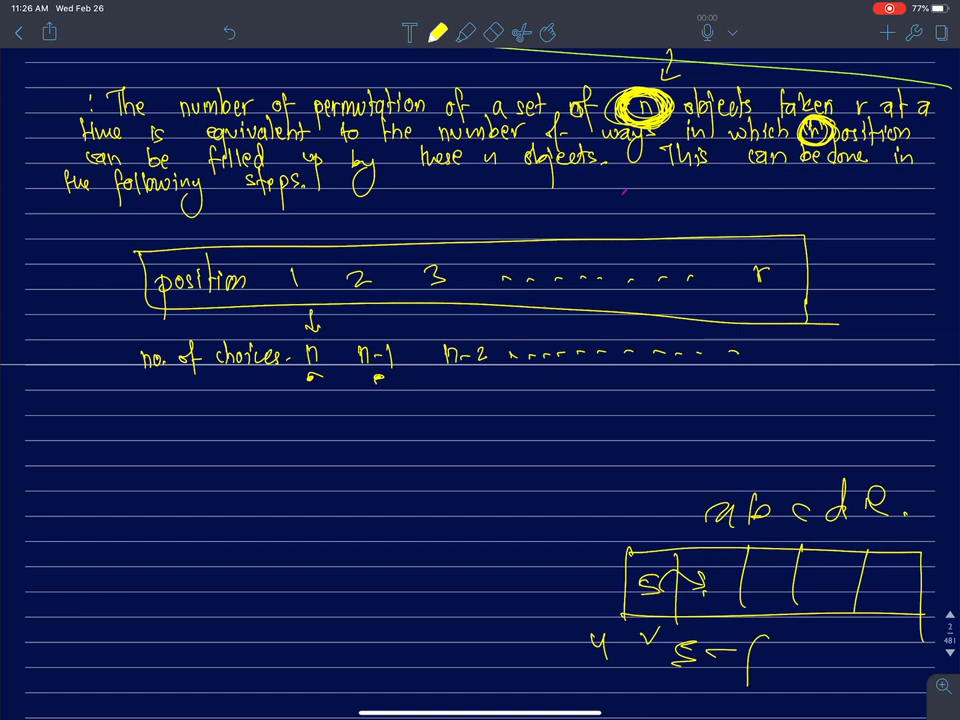 11:26 AM Wed Feb 26
00:00
77%
: The number of permutation of a set of n objects taken r at a
time is equivalent to the number of ways in which r position
can be filled up by these n objects. This can be done in
the following steps.
position 1 2 3 ......... r
no. of choices. n n-1 n-2 ............
a b c d e.
5
4 5 -
2
481